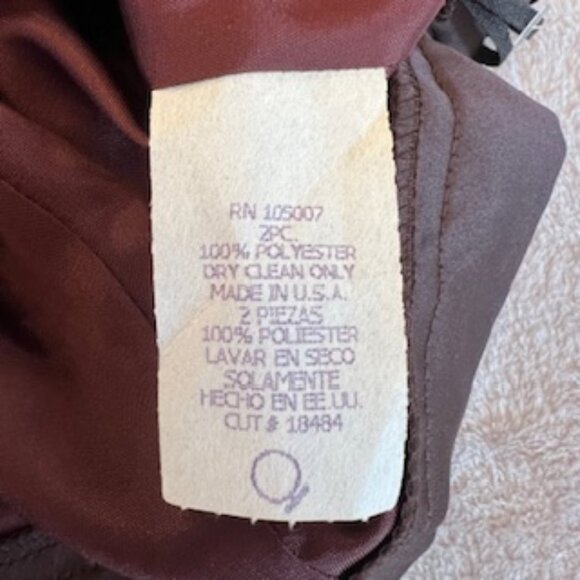 RN 105007
2PC.
100% POLYESTER
DRY CLEAN ONLY
MADE IN U.S.A.
2 PIEZAS
100% POLIESTER
LAVAR EN SECO
SOLAMENTE
HECHO EN EE.UU.
CUT # 18484